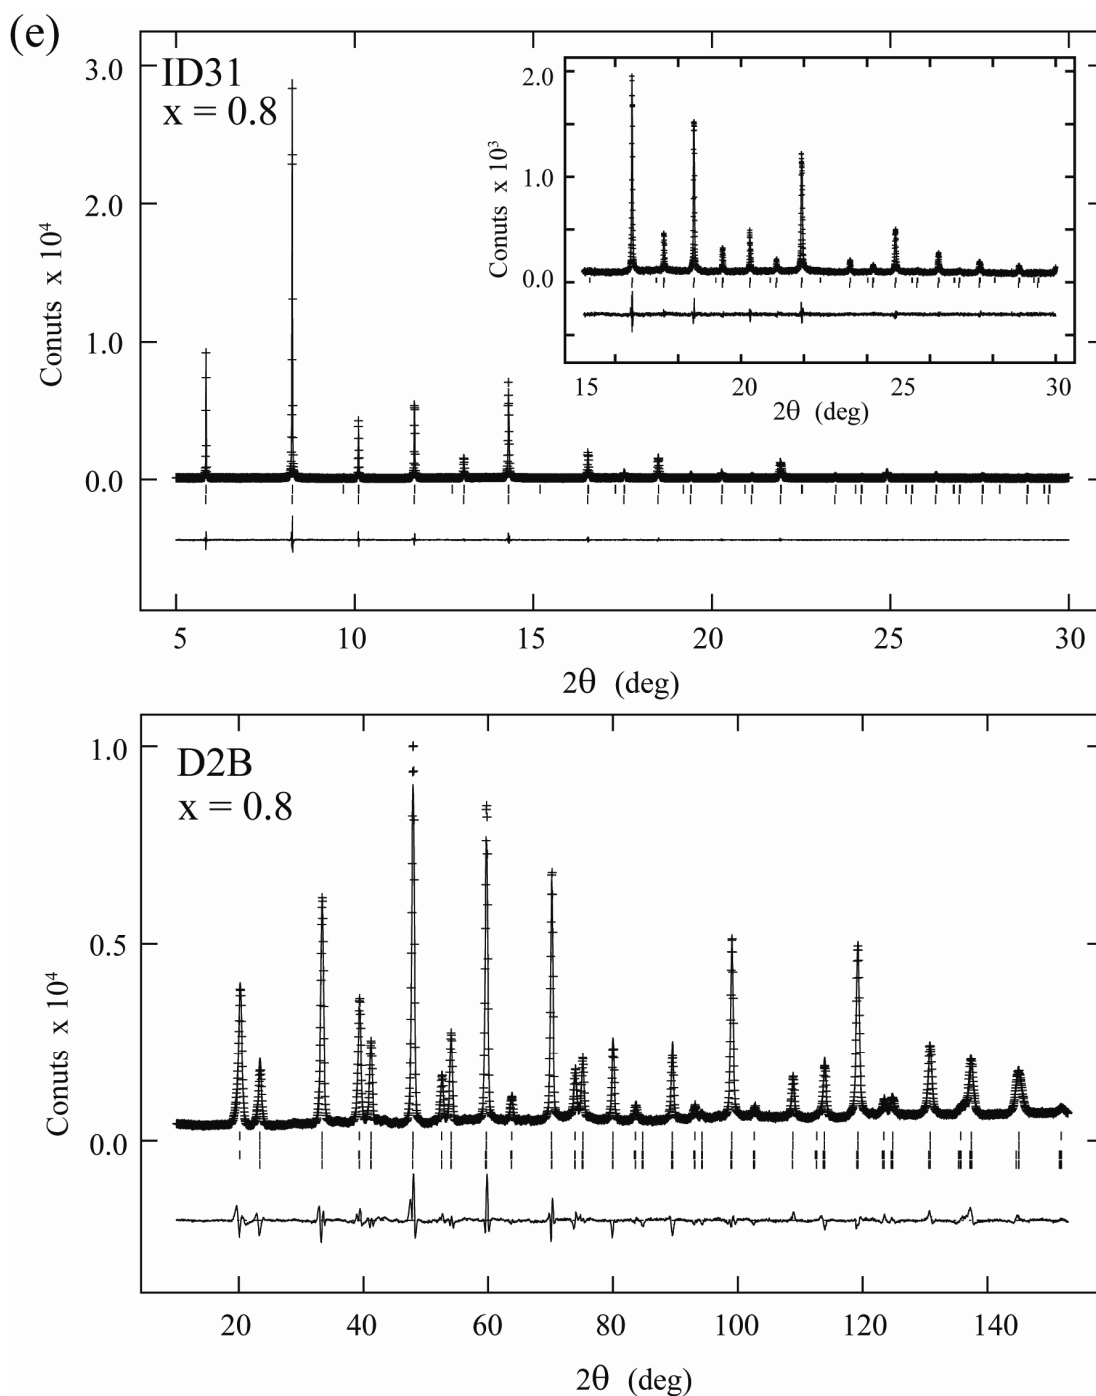 (e)
ID31
x = 0.8
3.0
2.0
1.0
0.0
Conuts x 10⁴
5 10 15 20 25 30
2θ (deg)
2.0
1.0
0.0
Conuts x 10³
15 20 25 30
2θ (deg)
D2B
x = 0.8
1.0
0.5
0.0
Conuts x 10⁴
20 40 60 80 100 120 140
2θ (deg)